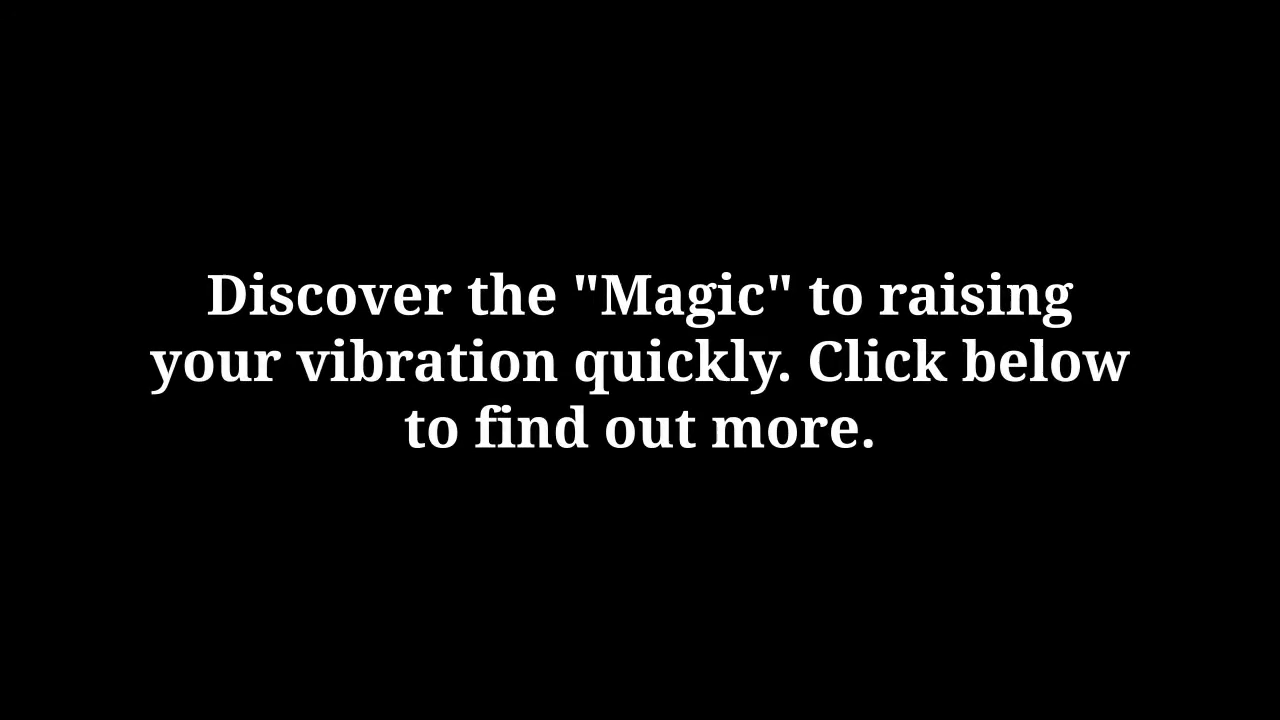 Discover the "Magic" to raising
your vibration quickly. Click below
to find out more.